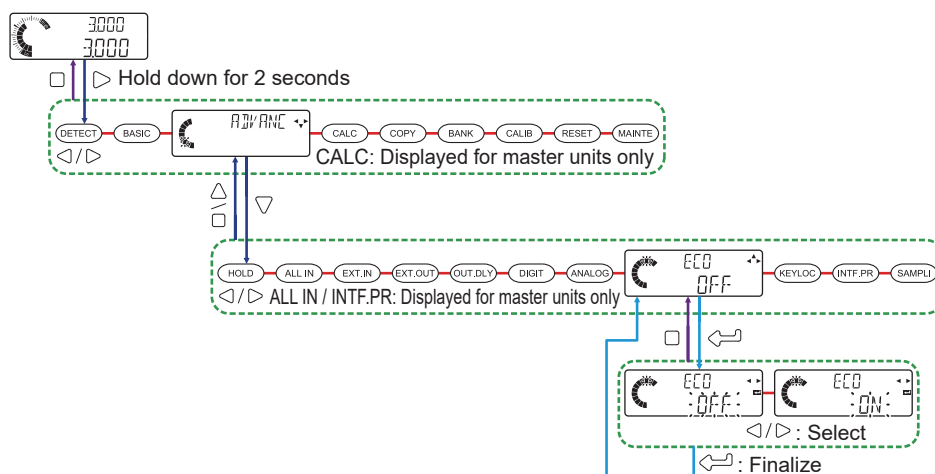 3.000
3.000
Hold down for 2 seconds
DETECT BASIC ADVANC CALC COPY BANK CALIB RESET MAINTE
/ CALC: Displayed for master units only
/
HOLD ALL IN EXT.IN EXT.OUT OUT.DLY DIGIT ANALOG ECO OFF KEYLOC INTF.PR SAMPLI
/ ALL IN / INTF.PR: Displayed for master units only
ECO ECO
OFF ON
/ : Select
: Finalize